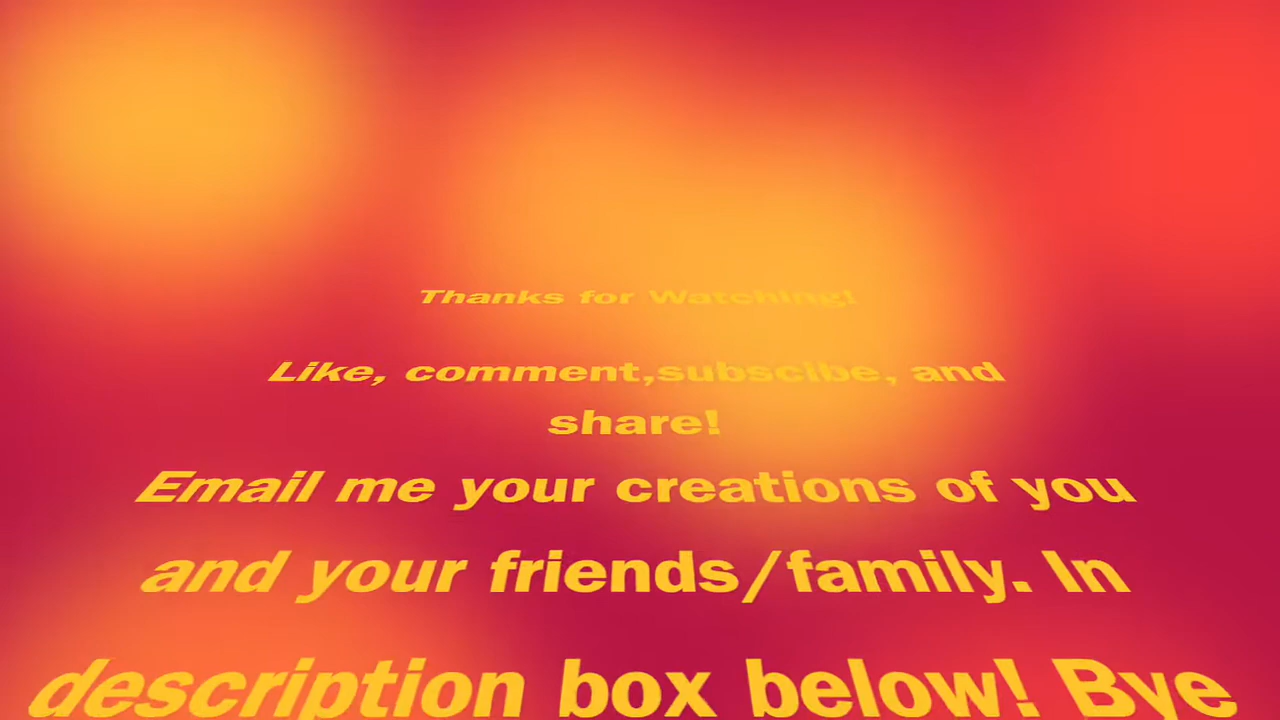 Thanks for Watching!
Like, comment,subscibe, and
share!
Email me your creations of you
and your friends/family. In
description box below! Bye